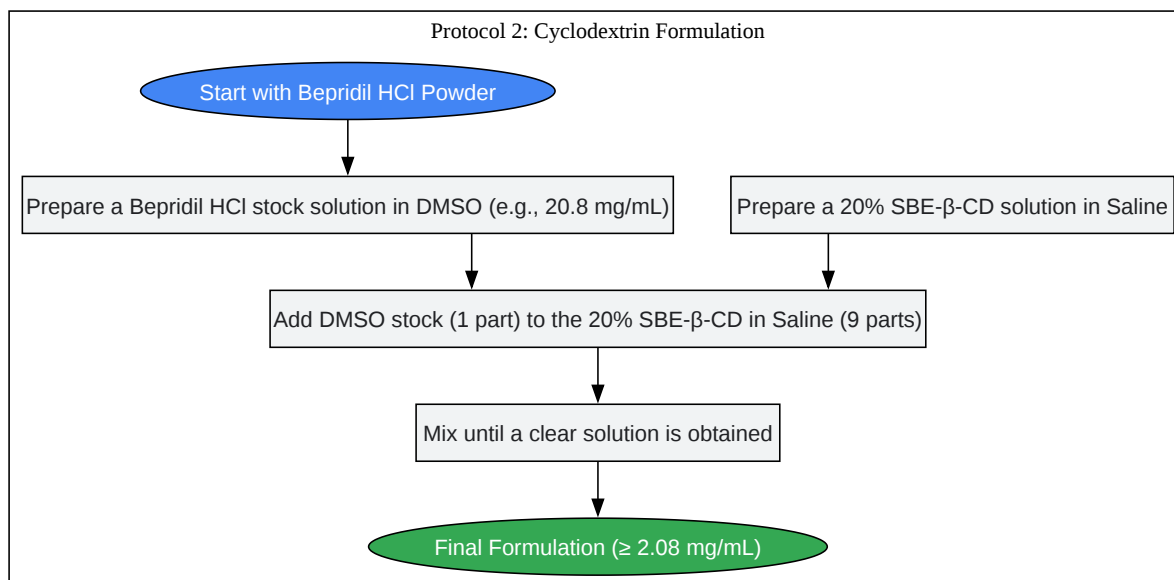 Protocol 2: Cyclodextrin Formulation
Start with Bepridil HCl Powder
Prepare a Bepridil HCl stock solution in DMSO (e.g., 20.8 mg/mL)
Prepare a 20% SBE-β-CD solution in Saline
Add DMSO stock (1 part) to the 20% SBE-β-CD in Saline (9 parts)
Mix until a clear solution is obtained
Final Formulation (≥ 2.08 mg/mL)